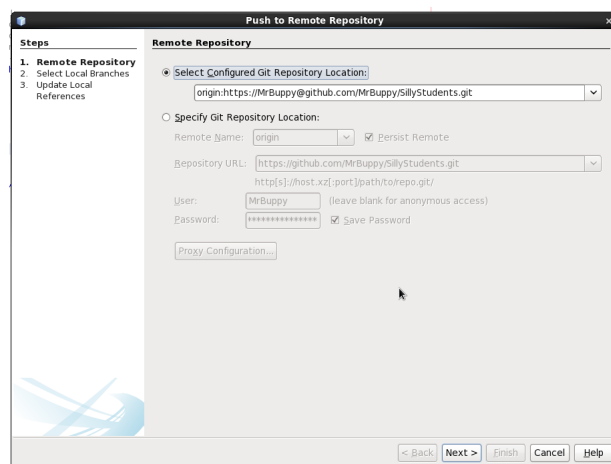 Push to Remote Repository
Steps
1. Remote Repository
2. Select Local Branches
3. Update Local
References
Remote Repository
Select Configured Git Repository Location:
origin:https://MrBuppy@github.com/MrBuppy/SillyStudents.git
Specify Git Repository Location:
Remote Name: origin Persist Remote
Repository URL: https://github.com/MrBuppy/SillyStudents.git
http[s]://host.xz[:port]/path/to/repo.git/
User: MrBuppy (leave blank for anonymous access)
Password: *************** Save Password
Proxy Configuration...
< Back Next > Finish Cancel Help